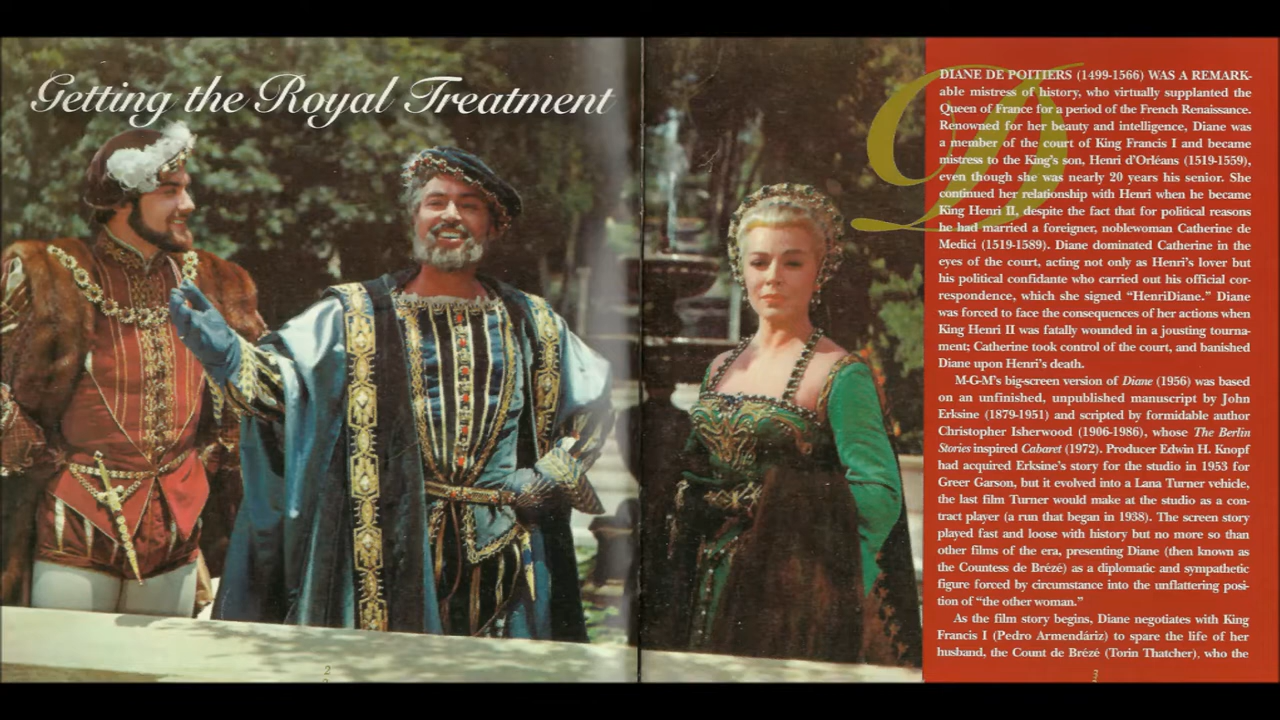 Getting the Royal Treatment
DIANE DE POITIERS (1499-1566) WAS A REMARK-
able mistress of history, who virtually supplanted the
Queen of France for a period of the French Renaissance.
Renowned for her beauty and intelligence, Diane was
a member of the court of King Francis I and became
mistress to the King's son, Henri d'Orléans (1519-1559),
even though she was nearly 20 years his senior. She
continued her relationship with Henri when he became
King Henri II, despite the fact that for political reasons
he had married a foreigner, noblewoman Catherine de
Medici (1519-1589). Diane dominated Catherine in the
eyes of the court, acting not only as Henri's lover but
his political confidante who carried out his official cor-
respondence, which she signed “HenriDiane.” Diane
was forced to face the consequences of her actions when
King Henri II was fatally wounded in a jousting tourna-
ment; Catherine took control of the court, and banished
Diane upon Henri's death.
M-G-M's big-screen version of Diane (1956) was based
on an unfinished, unpublished manuscript by John
Erksine (1879-1951) and scripted by formidable author
Christopher Isherwood (1906-1986), whose The Berlin
Stories inspired Cabaret (1972). Producer Edwin H. Knopf
had acquired Erksine's story for the studio in 1953 for
Greer Garson, but it evolved into a Lana Turner vehicle,
the last film Turner would make at the studio as a con-
tract player (a run that began in 1938). The screen story
played fast and loose with history but no more so than
other films of the era, presenting Diane (then known as
the Countess de Brézé) as a diplomatic and sympathetic
figure forced by circumstance into the unflattering posi-
tion of “the other woman.”
As the film story begins, Diane negotiates with King
Francis I (Pedro Armendáriz) to spare the life of her
husband, the Count de Brézé (Torin Thatcher), who the
D
2
3